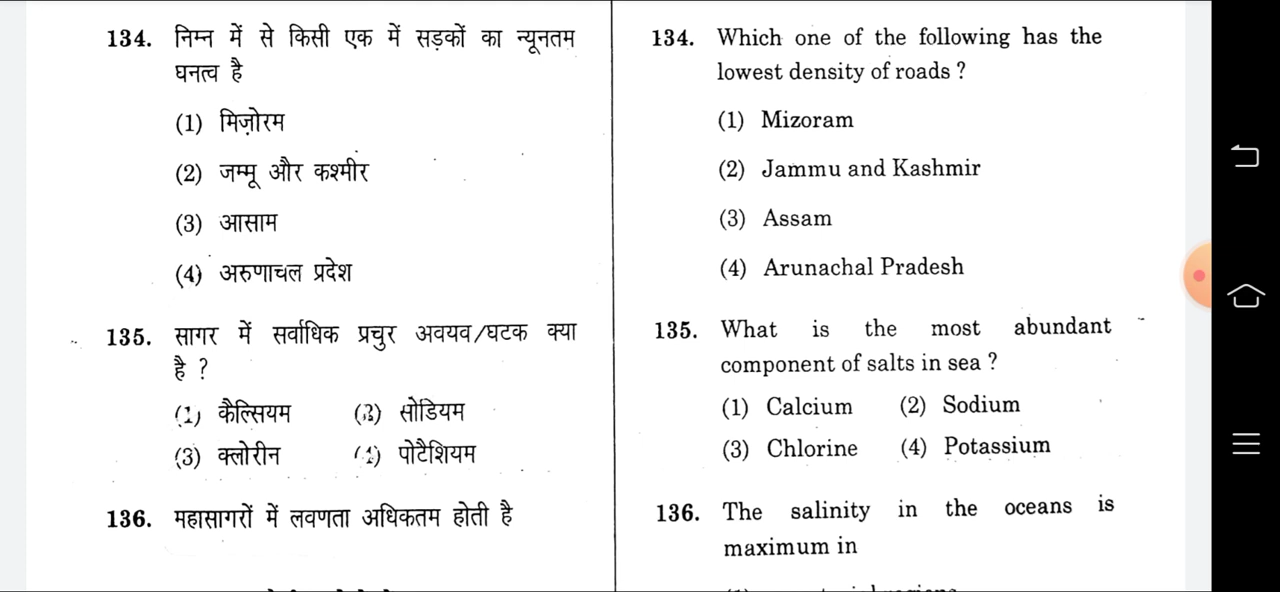 134. निम्न में से किसी एक में सड़कों का न्यूनतम
घनत्व है
(1) मिज़ोरम
(2) जम्मू और कश्मीर
(3) आसाम
(4) अरुणाचल प्रदेश
135. सागर में सर्वाधिक प्रचुर अवयव/घटक क्या
है ?
(1) कैल्सियम (2) सोडियम
(3) क्लोरीन (4) पोटैशियम
136. महासागरों में लवणता अधिकतम होती है
134. Which one of the following has the
lowest density of roads ?
(1) Mizoram
(2) Jammu and Kashmir
(3) Assam
(4) Arunachal Pradesh
135. What is the most abundant
component of salts in sea ?
(1) Calcium (2) Sodium
(3) Chlorine (4) Potassium
136. The salinity in the oceans is
maximum in